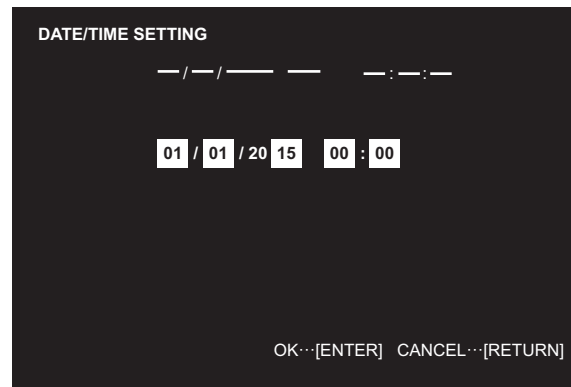 DATE/TIME SETTING
—/—/—— —— —:—:—
01 / 01 / 20 15 00 : 00
OK···[ENTER] CANCEL···[RETURN]